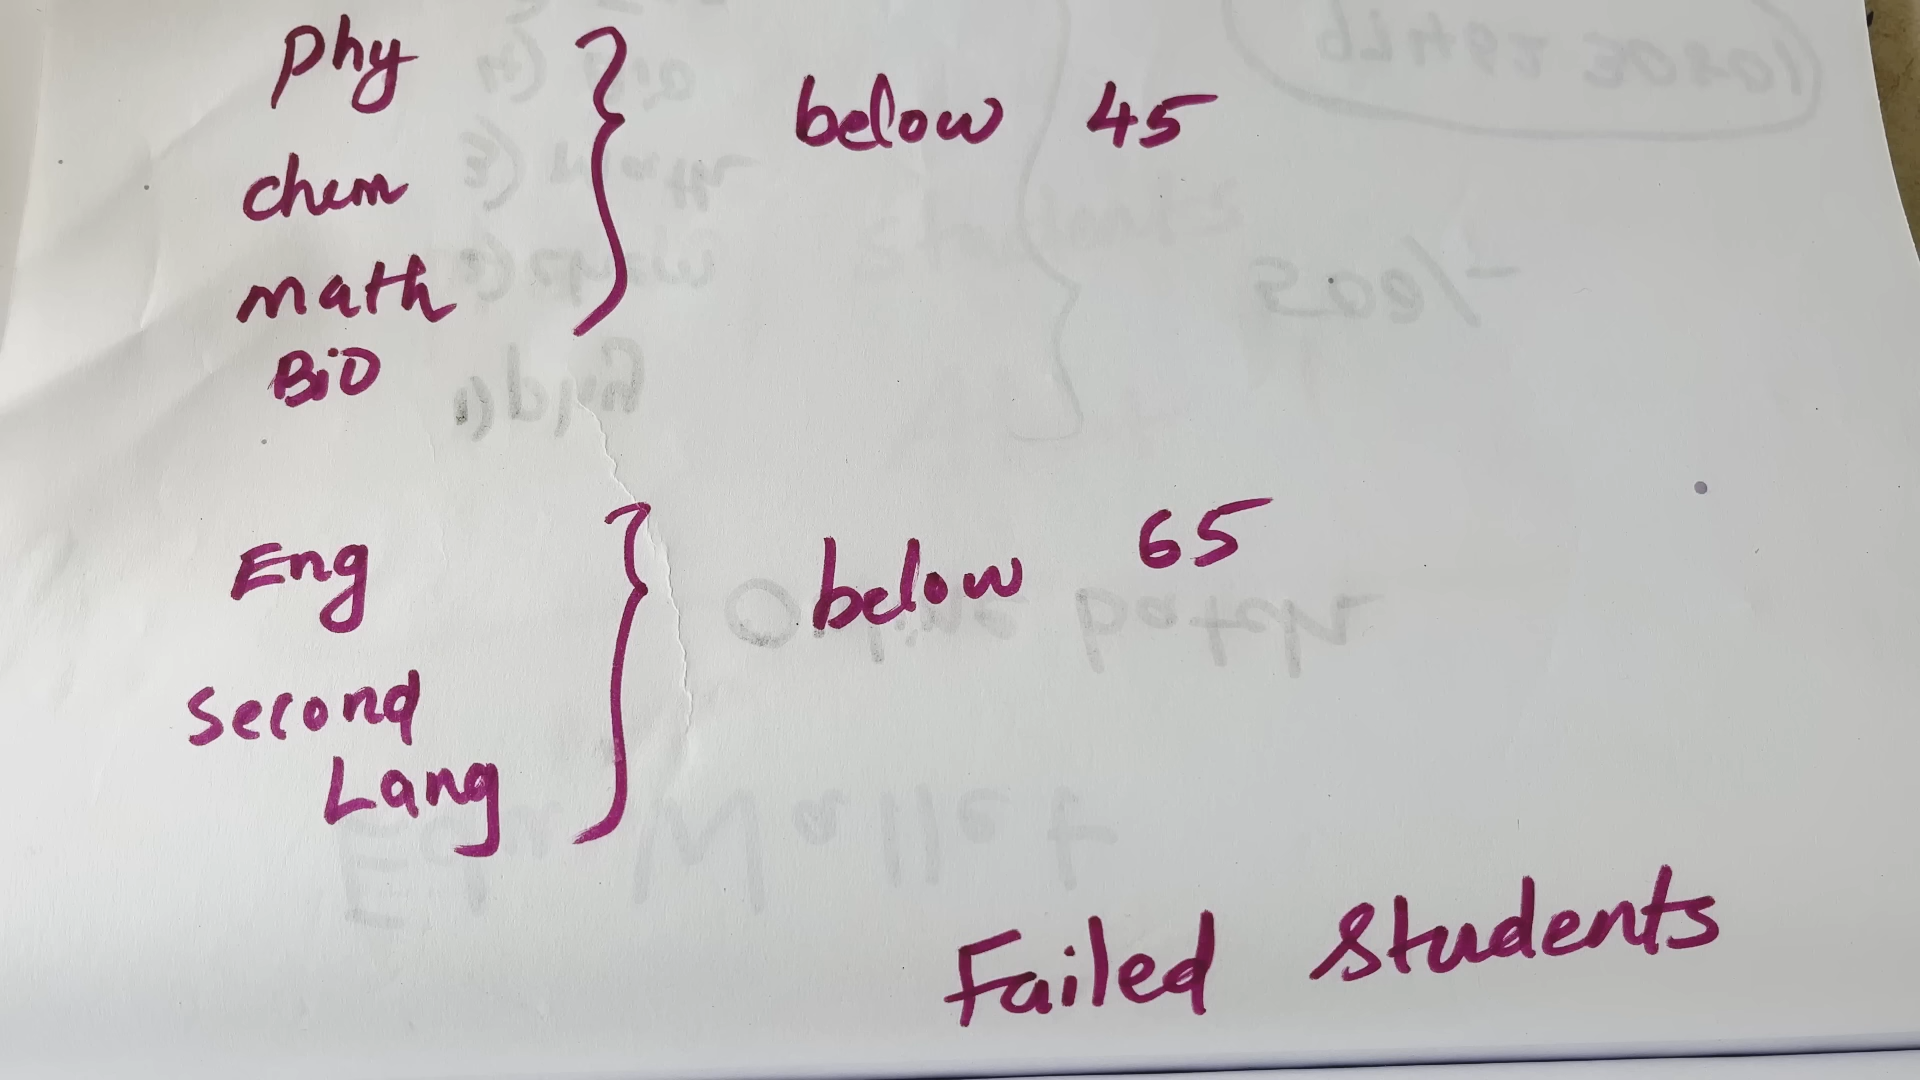 Phy
chem
math
BiO
below 45
Eng
Second
Lang
below 65
Failed Students